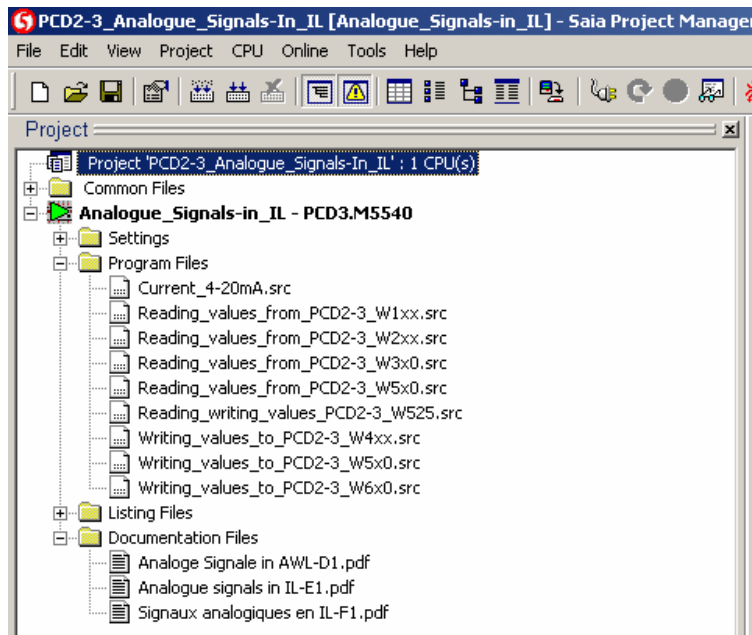 PCD2-3_Analogue_Signals-In_IL [Analogue_Signals-in_IL] - Saia Project Manage
File Edit View Project CPU Online Tools Help
Project
Project 'PCD2-3_Analogue_Signals-In_IL' : 1 CPU(s)
Common Files
Analogue_Signals-in_IL - PCD3.M5540
Settings
Program Files
Current_4-20mA.src
Reading_values_from_PCD2-3_W1xx.src
Reading_values_from_PCD2-3_W2xx.src
Reading_values_from_PCD2-3_W3x0.src
Reading_values_from_PCD2-3_W5x0.src
Reading_writing_values_PCD2-3_W525.src
Writing_values_to_PCD2-3_W4xx.src
Writing_values_to_PCD2-3_W5x0.src
Writing_values_to_PCD2-3_W6x0.src
Listing Files
Documentation Files
Analoge Signale in AWL-D1.pdf
Analogue signals in IL-E1.pdf
Signaux analogiques en IL-F1.pdf